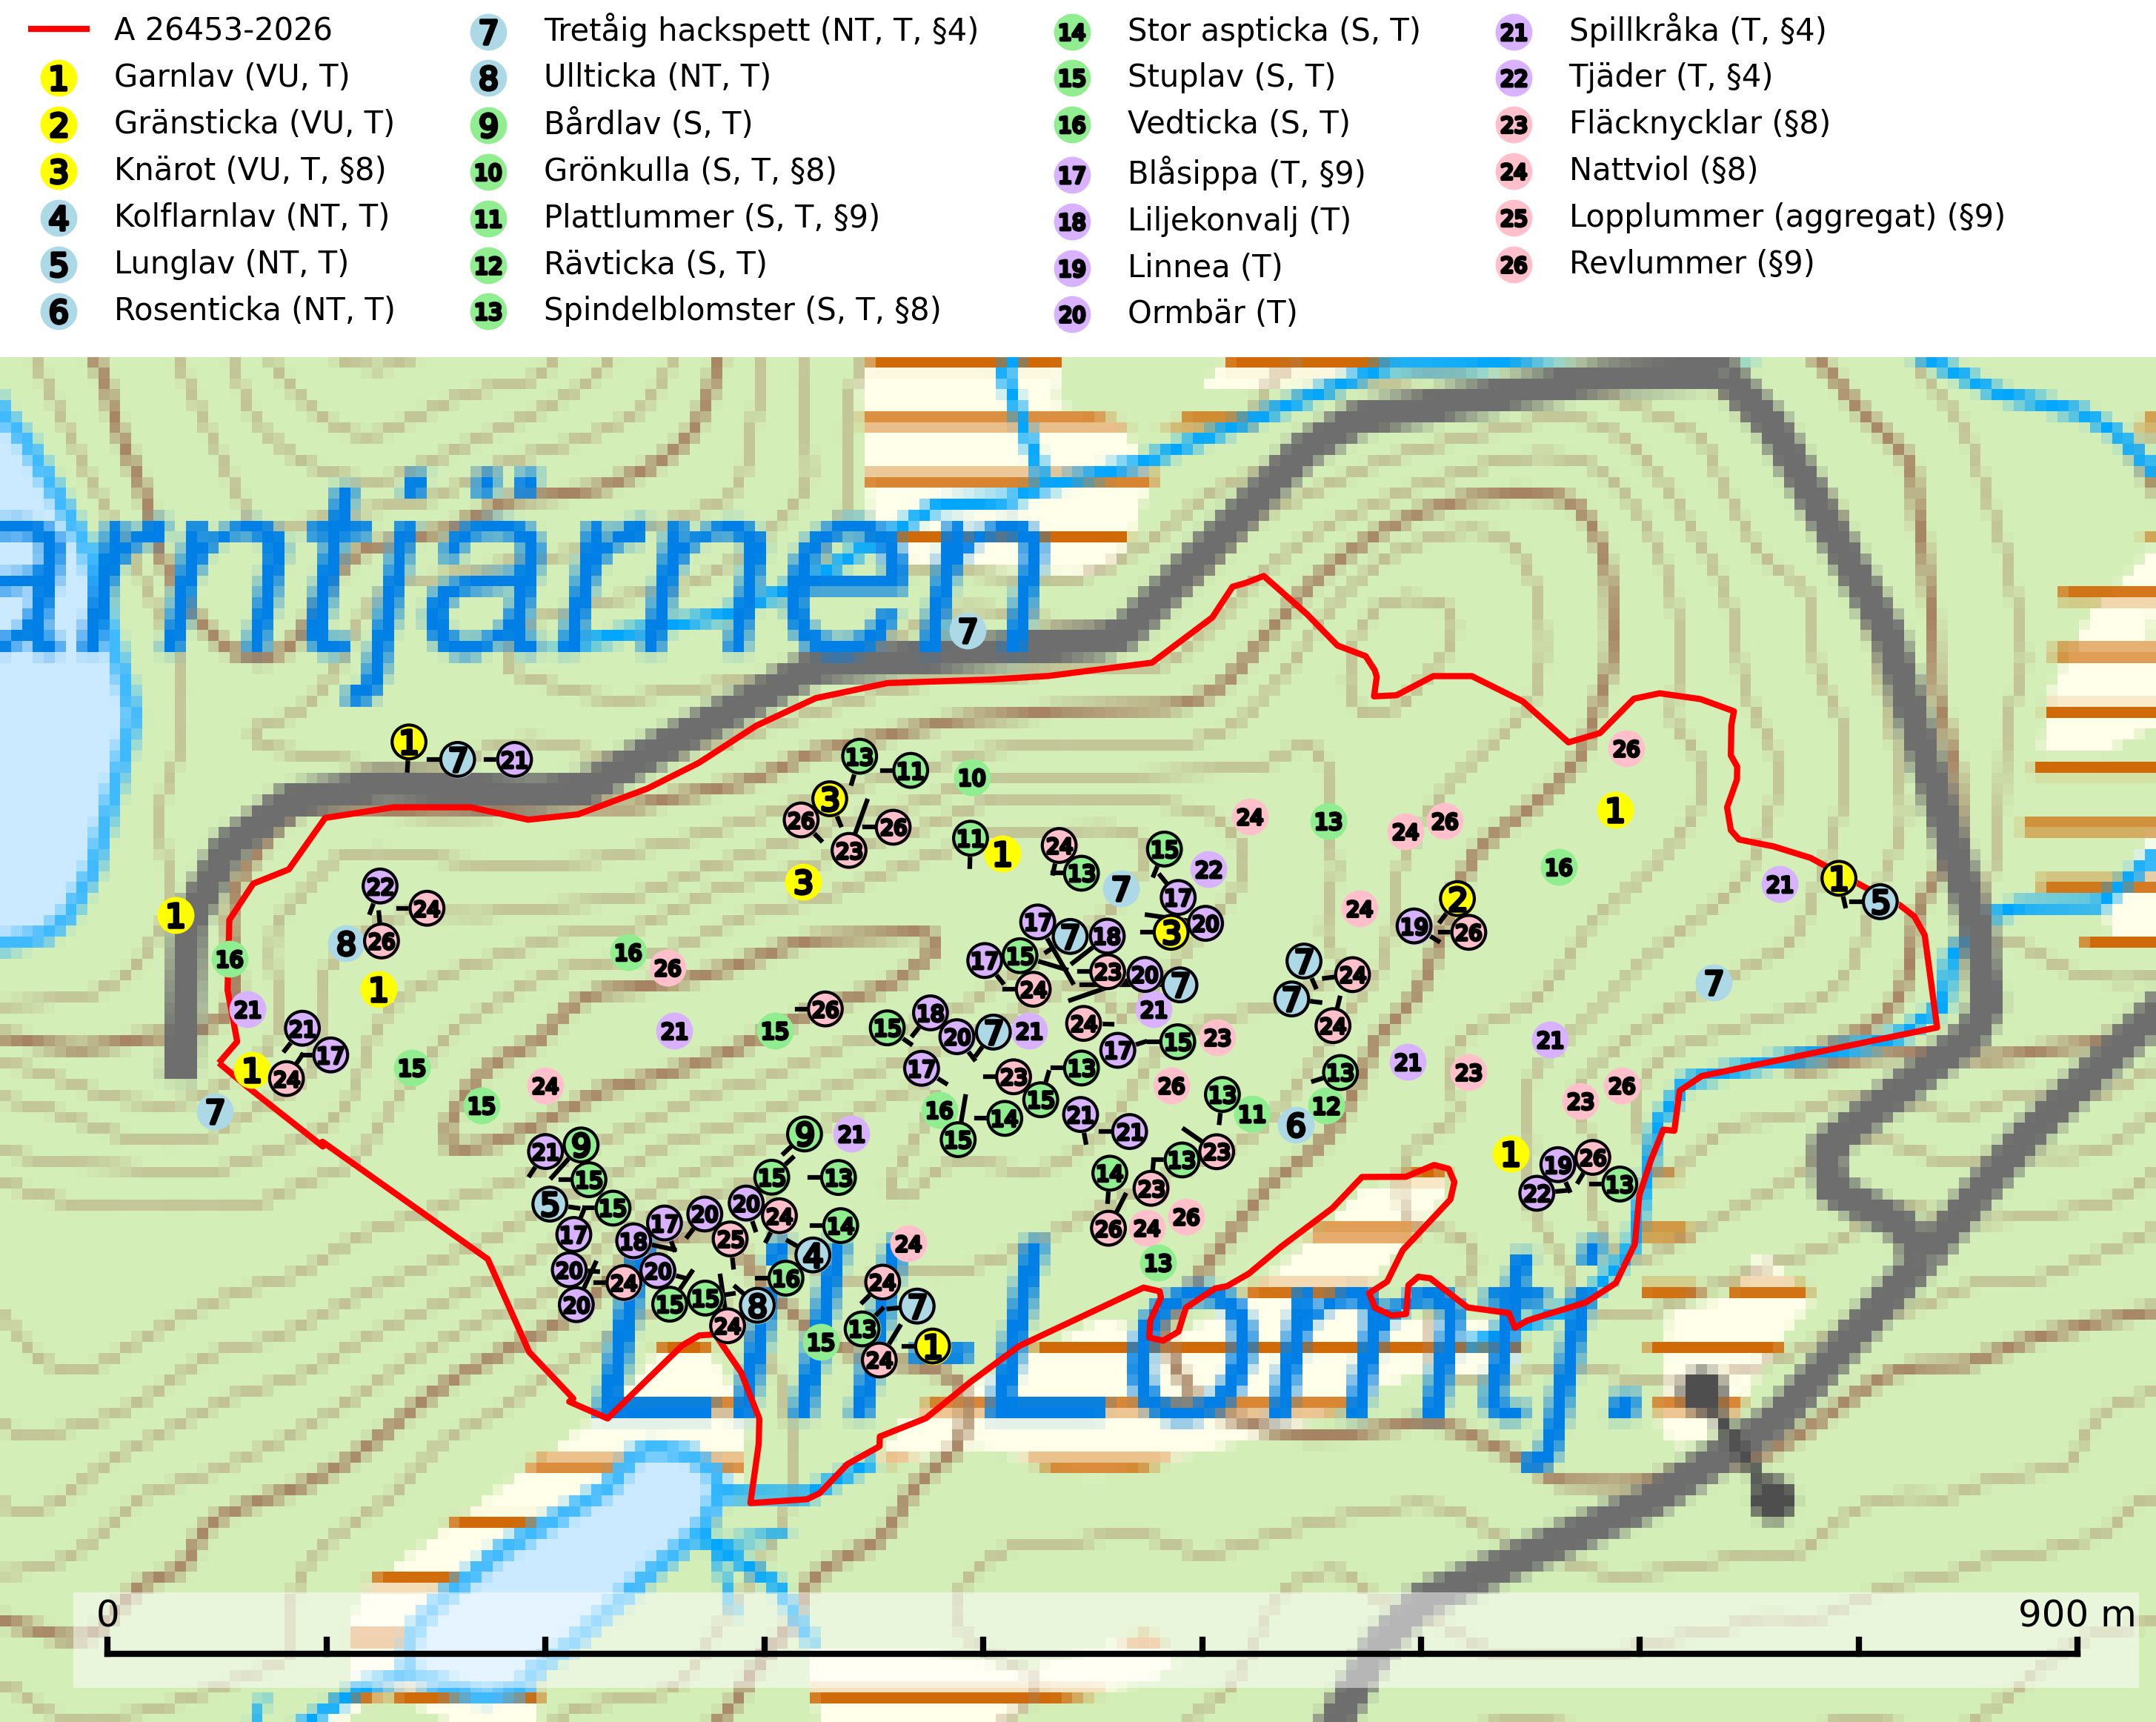 A 26453-2026
1 Garnlav (VU, T)
2 Gränsticka (VU, T)
3 Knärot (VU, T, §8)
4 Kolflarnlav (NT, T)
5 Lunglav (NT, T)
6 Rosenticka (NT, T)
7 Tretåig hackspett (NT, T, §4)
8 Ullticka (NT, T)
9 Bårdlav (S, T)
10 Grönkulla (S, T, §8)
11 Plattlummer (S, T, §9)
12 Rävticka (S, T)
13 Spindelblomster (S, T, §8)
14 Stor aspticka (S, T)
15 Stuplav (S, T)
16 Vedticka (S, T)
17 Blåsippa (T, §9)
18 Liljekonvalj (T)
19 Linnea (T)
20 Ormbär (T)
21 Spillkråka (T, §4)
22 Tjäder (T, §4)
23 Fläcknycklar (§8)
24 Nattviol (§8)
25 Lopplummer (aggregat) (§9)
26 Revlummer (§9)
arntjärnen
Lill-Lomtj.
0 900 m